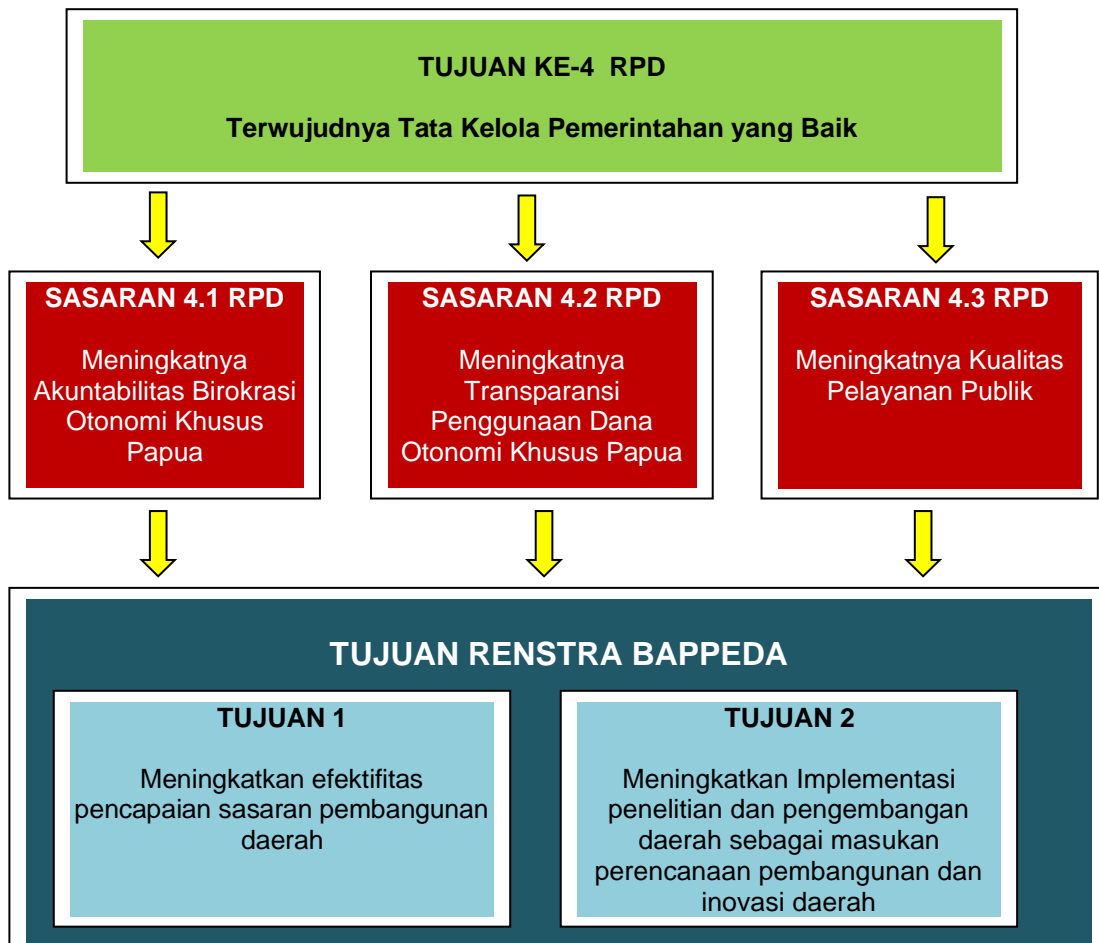 TUJUAN KE-4 RPD
Terwujudnya Tata Kelola Pemerintahan yang Baik
SASARAN 4.1 RPD
Meningkatnya
Akuntabilitas Birokrasi
Otonomi Khusus
Papua
SASARAN 4.2 RPD
Meningkatnya
Transparansi
Penggunaan Dana
Otonomi Khusus Papua
SASARAN 4.3 RPD
Meningkatnya Kualitas
Pelayanan Publik
TUJUAN RENSTRA BAPPEDA
TUJUAN 1
Meningkatkan efektifitas
pencapaian sasaran pembangunan
daerah
TUJUAN 2
Meningkatkan Implementasi
penelitian dan pengembangan
daerah sebagai masukan
perencanaan pembangunan dan
inovasi daerah